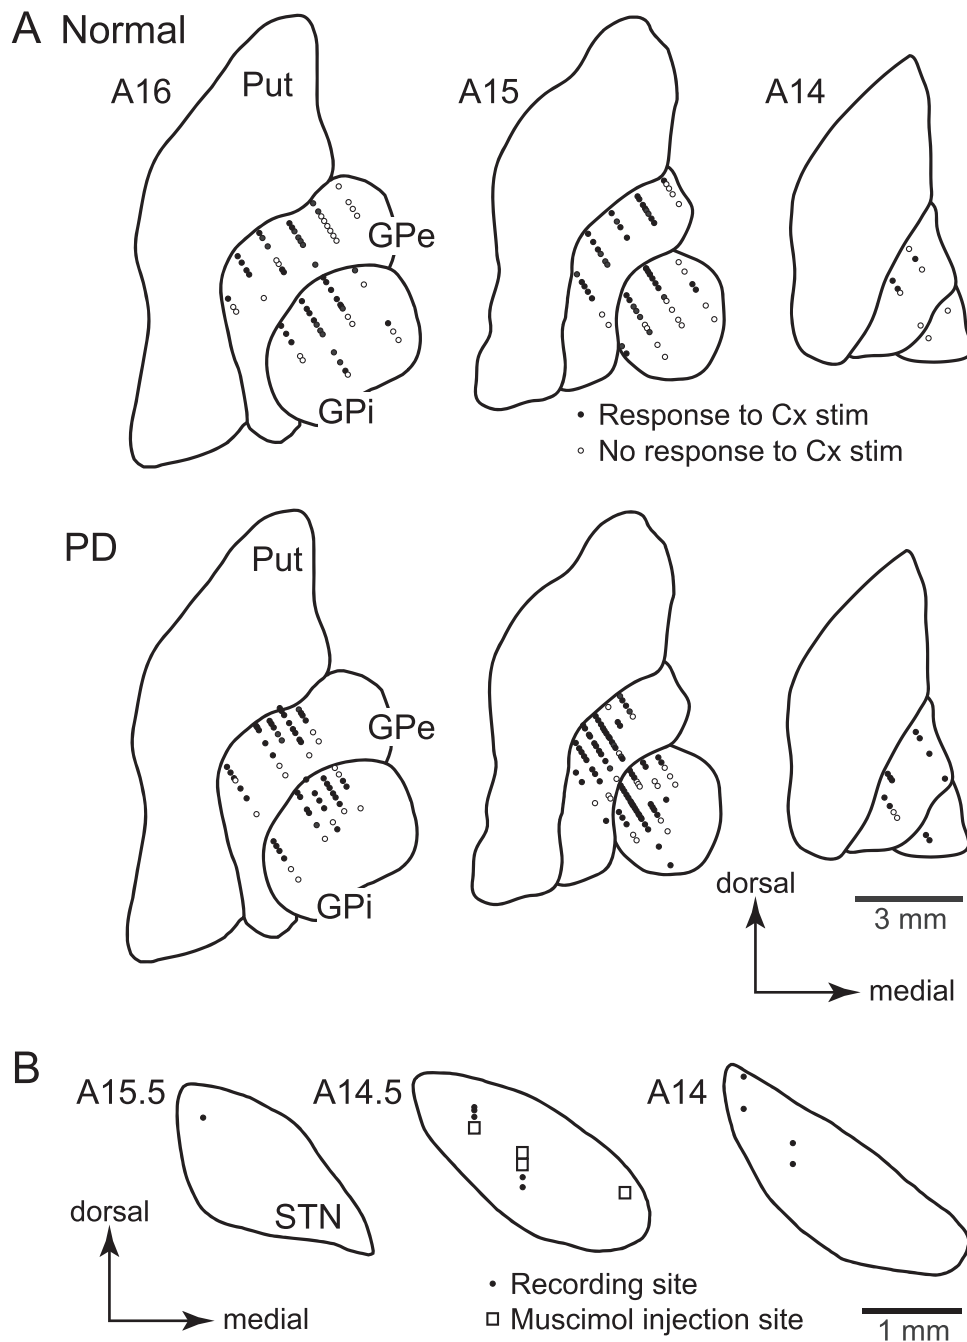 A Normal
A16
Put
GPe
GPi
A15
A14
Response to Cx stim
No response to Cx stim
PD
Put
GPe
GPi
dorsal
medial
3 mm
B
A15.5
STN
A14.5
A14
dorsal
medial
Recording site
Muscimol injection site
1 mm